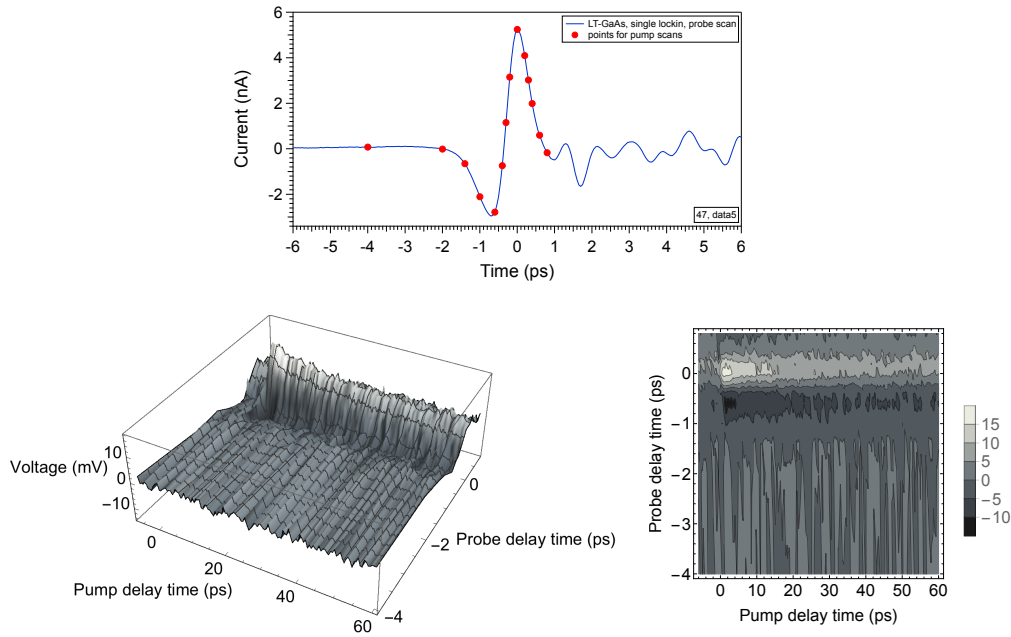 6
4
2
0
-2
Current (nA)
LT-GaAs, single lockin, probe scan
points for pump scans
47, data5
-6 -5 -4 -3 -2 -1 0 1 2 3 4 5 6
Time (ps)
Voltage (mV)
10
0
−10
0
20
40
60
Pump delay time (ps)
0
−2
−4
Probe delay time (ps)
0
−1
−2
−3
−4
Probe delay time (ps)
0 10 20 30 40 50 60
Pump delay time (ps)
15
10
5
0
−5
−10